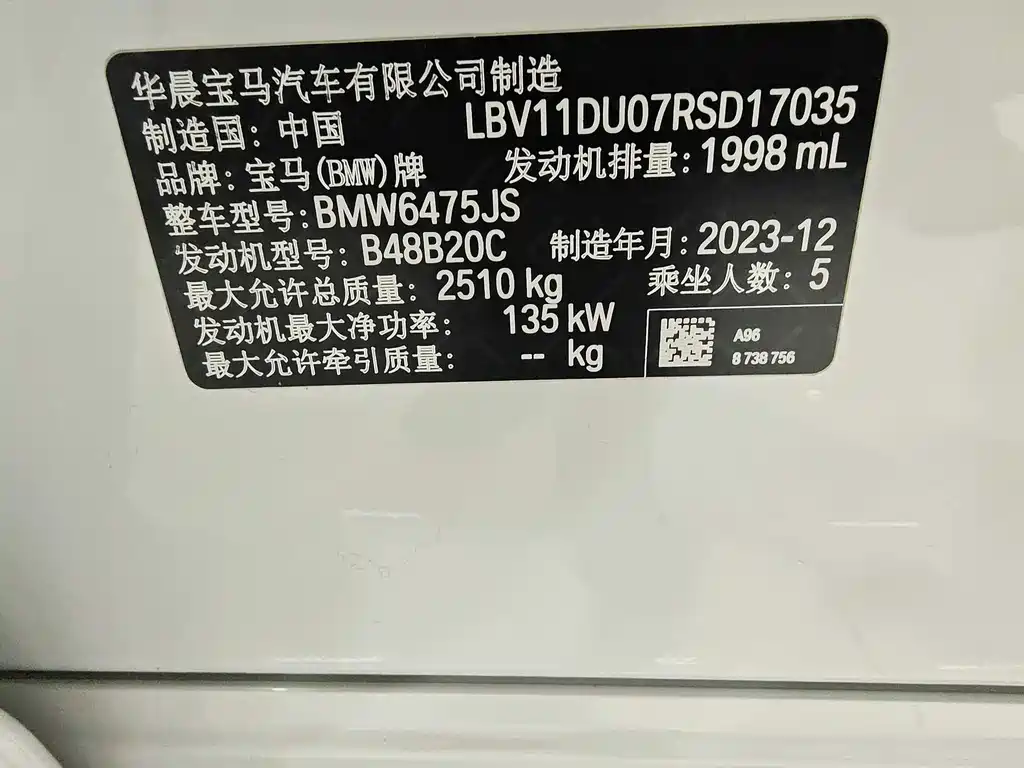 华晨宝马汽车有限公司制造
制造国：中国 LBV11DU07RSD17035
品牌：宝马(BMW)牌 发动机排量：1998 mL
整车型号：BMW6475JS
发动机型号：B48B20C 制造年月：2023-12
最大允许总质量：2510 kg 乘坐人数：5
发动机最大净功率：135 kW
最大允许牵引质量：-- kg
A96
8 738 756